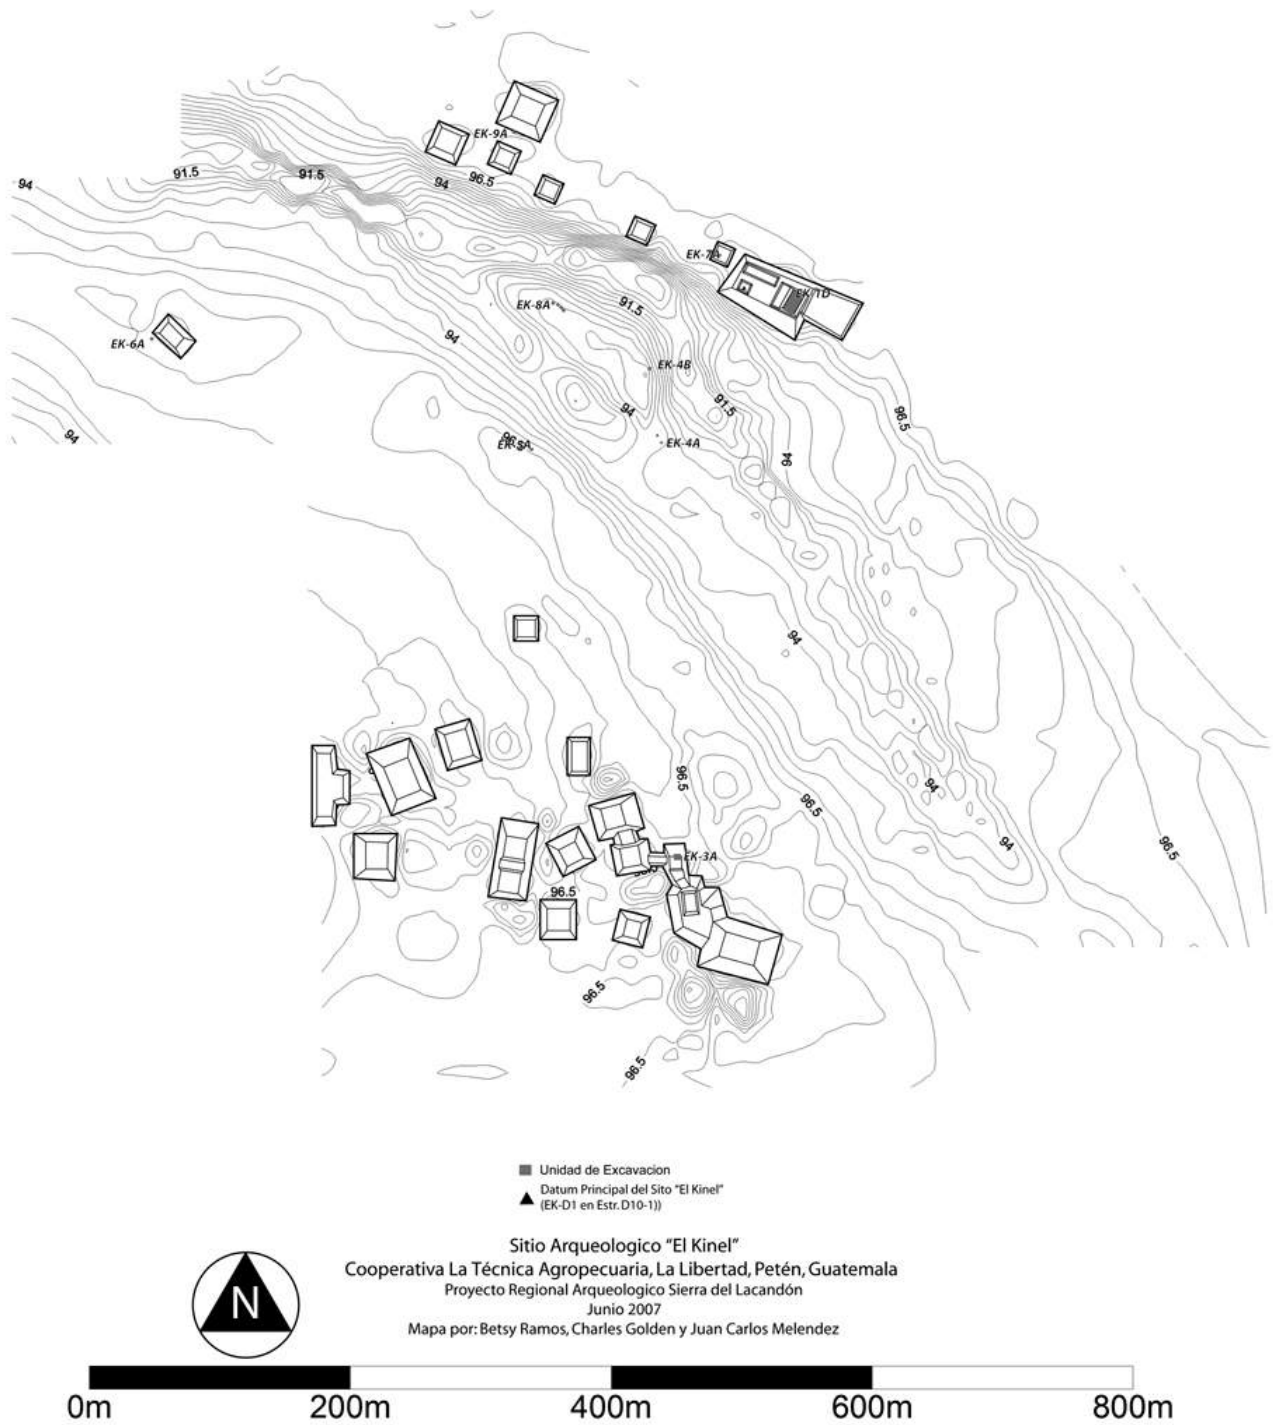 EK-9A
91.5
91.5
94
96.5
94
EK-7A
EK-1D
EK-8A
91.5
94
EK-6A
EK-4B
91.5
94
96.5
94
EK-4A
94
94
96.5
96.5
94
94
96.5
EK-3A
96.5
96.5
96.5
Unidad de Excavacion
Datum Principal del Sito "El Kinel"
(EK-D1 en Estr. D10-1))
Sitio Arqueologico "El Kinel"
Cooperativa La Técnica Agropecuaria, La Libertad, Petén, Guatemala
Proyecto Regional Arqueologico Sierra del Lacandón
Junio 2007
Mapa por: Betsy Ramos, Charles Golden y Juan Carlos Melendez
N
0m 200m 400m 600m 800m